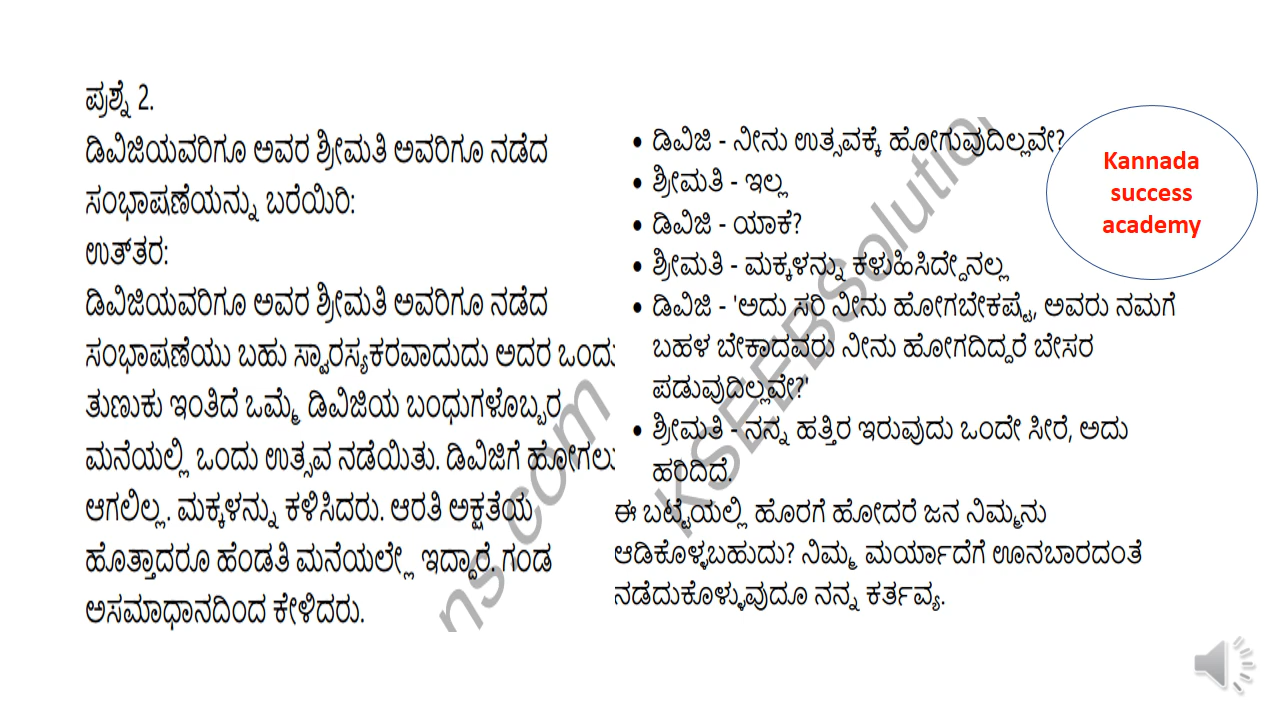 ಪ್ರಶ್ನೆ 2.
ಡಿವಿಜಿಯವರಿಗೂ ಅವರ ಶ್ರೀಮತಿ ಅವರಿಗೂ ನಡೆದ
ಸಂಭಾಷಣೆಯನ್ನು ಬರೆಯಿರಿ:
ಉತ್ತರ:
ಡಿವಿಜಿಯವರಿಗೂ ಅವರ ಶ್ರೀಮತಿ ಅವರಿಗೂ ನಡೆದ
ಸಂಭಾಷಣೆಯು ಬಹು ಸ್ವಾರಸ್ಯಕರವಾದುದು ಅದರ ಒಂದು
ತುಣುಕು ಇಂತಿದೆ ಒಮ್ಮೆ ಡಿವಿಜಿಯ ಬಂಧುಗಳೊಬ್ಬರ
ಮನೆಯಲ್ಲಿ ಒಂದು ಉತ್ಸವ ನಡೆಯಿತು. ಡಿವಿಜಿಗೆ ಹೋಗಲು
ಆಗಲಿಲ್ಲ. ಮಕ್ಕಳನ್ನು ಕಳಿಸಿದರು. ಆರತಿ ಅಕ್ಷತೆಯ
ಹೊತ್ತಾದರೂ ಹೆಂಡತಿ ಮನೆಯಲ್ಲೇ ಇದ್ದಾರೆ. ಗಂಡ
ಅಸಮಾಧಾನದಿಂದ ಕೇಳಿದರು.
• ಡಿವಿಜಿ - ನೀನು ಉತ್ಸವಕ್ಕೆ ಹೋಗುವುದಿಲ್ಲವೇ?
• ಶ್ರೀಮತಿ - ಇಲ್ಲ
• ಡಿವಿಜಿ - ಯಾಕೆ?
• ಶ್ರೀಮತಿ - ಮಕ್ಕಳನ್ನು ಕಳುಹಿಸಿದ್ದೇನಲ್ಲ
• ಡಿವಿಜಿ - 'ಅದು ಸರಿ ನೀನು ಹೋಗಬೇಕಷ್ಟೆ, ಅವರು ನಮಗೆ
ಬಹಳ ಬೇಕಾದವರು ನೀನು ಹೋಗದಿದ್ದರೆ ಬೇಸರ
ಪಡುವುದಿಲ್ಲವೇ?'
• ಶ್ರೀಮತಿ - ನನ್ನ ಹತ್ತಿರ ಇರುವುದು ಒಂದೇ ಸೀರೆ, ಅದು
ಹರಿದಿದೆ.
ಈ ಬಟ್ಟೆಯಲ್ಲಿ ಹೊರಗೆ ಹೋದರೆ ಜನ ನಿಮ್ಮನು
ಆಡಿಕೊಳ್ಳಬಹುದು? ನಿಮ್ಮ ಮರ್ಯಾದೆಗೆ ಊನಬಾರದಂತೆ
ನಡೆದುಕೊಳ್ಳುವುದೂ ನನ್ನ ಕರ್ತವ್ಯ.
Kannada
success
academy
KSEEBSolution
ns.com